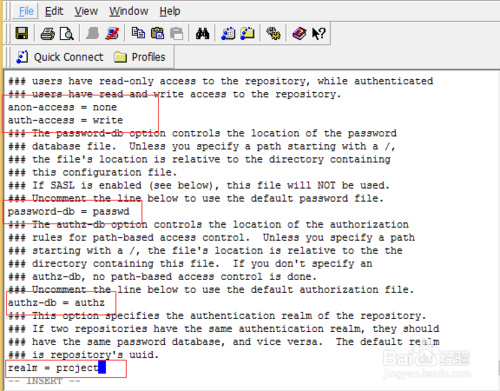 File Edit View Window Help
Quick Connect Profiles
### users have read-only access to the repository, while authenticated
### users have read and write access to the repository.
anon-access = none
auth-access = write
### The password-db option controls the location of the password
### database file.  Unless you specify a path starting with a /,
### the file's location is relative to the directory containing
### this configuration file.
### If SASL is enabled (see below), this file will NOT be used.
### Uncomment the line below to use the default password file.
password-db = passwd
### The authz-db option controls the location of the authorization
### rules for path-based access control.  Unless you specify a path
### starting with a /, the file's location is relative to the the
### directory containing this file.  If you don't specify an
### authz-db, no path-based access control is done.
### Uncomment the line below to use the default authorization file.
authz-db = authz
### This option specifies the authentication realm of the repository.
### If two repositories have the same authentication realm, they should
### have the same password database, and vice versa.  The default realm
### is repository's uuid.
realm = project
-- INSERT --
Baidu 经验
jingyan.baidu.com